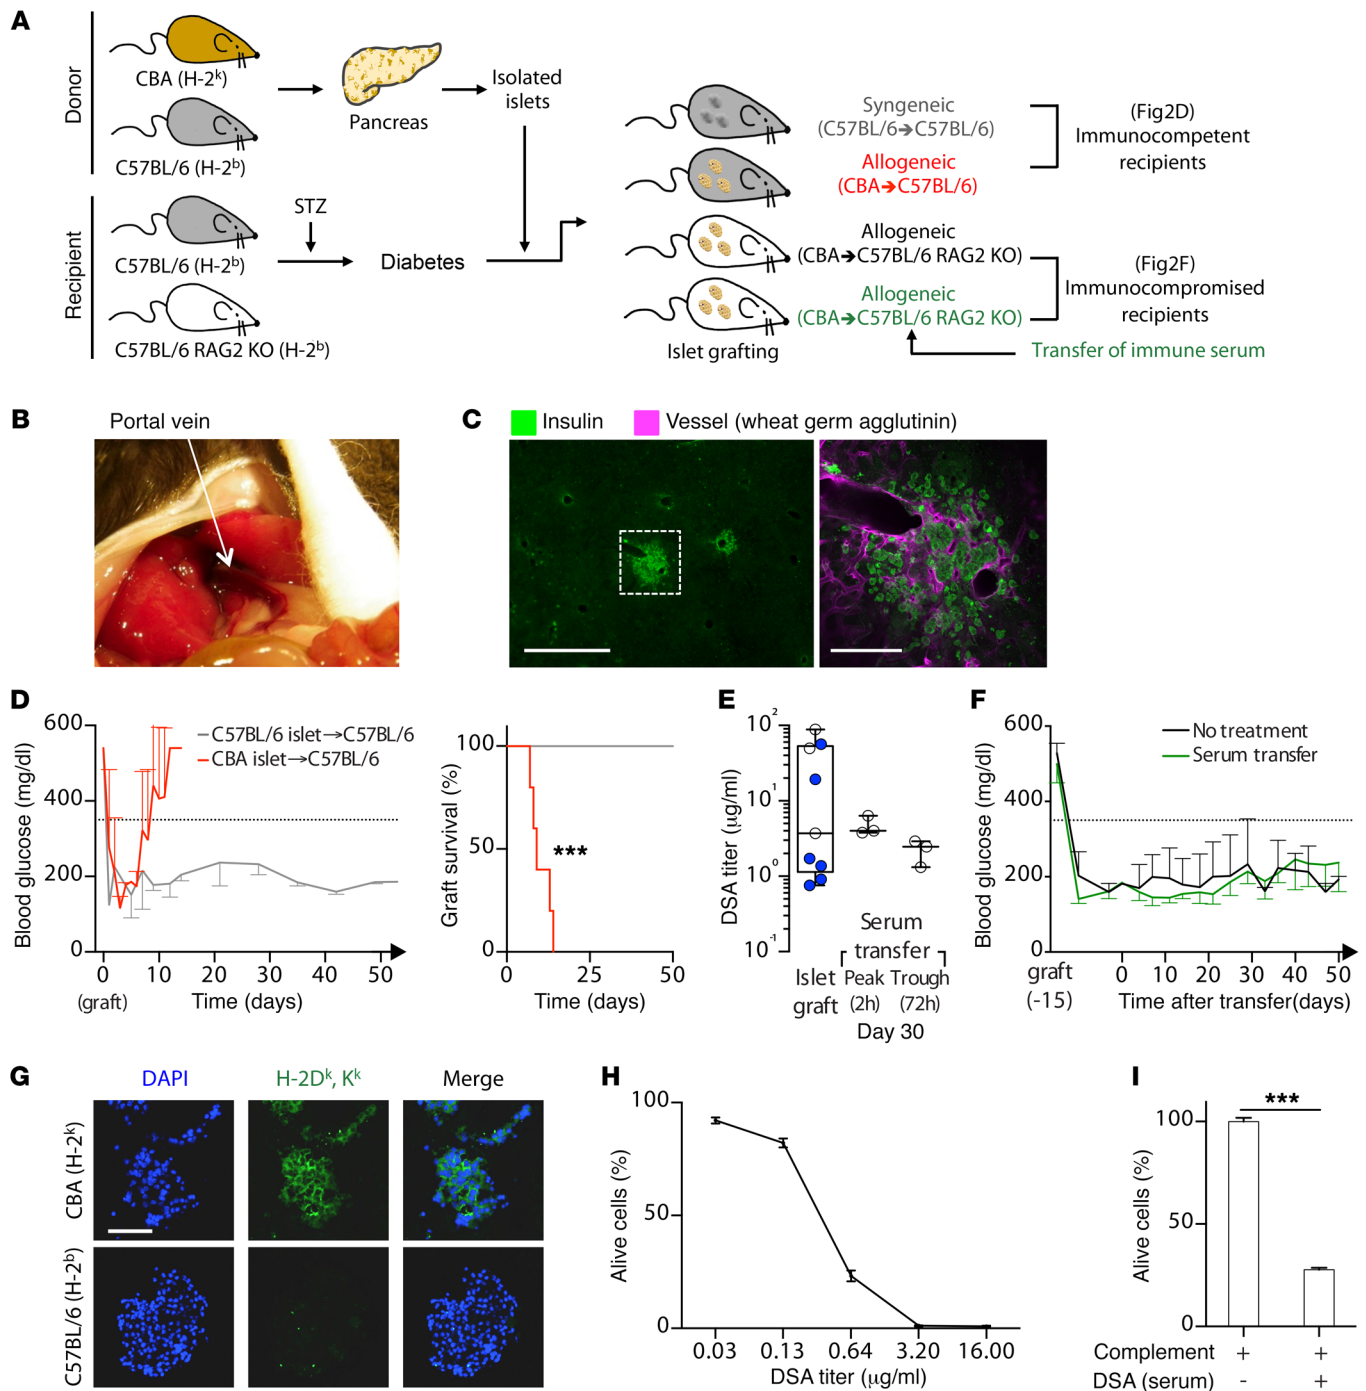 A
Donor
CBA (H-2k)
C57BL/6 (H-2b)
Pancreas
Isolated
islets
Recipient
STZ
C57BL/6 (H-2b)
C57BL/6 RAG2 KO (H-2b)
Diabetes
Syngeneic
(C57BL/6➔C57BL/6)
Allogeneic
(CBA➔C57BL/6)
Allogeneic
(CBA➔C57BL/6 RAG2 KO)
Allogeneic
(CBA➔C57BL/6 RAG2 KO)
Islet grafting
(Fig2D)
Immunocompetent
recipients
(Fig2F)
Immunocompromised
recipients
Transfer of immune serum
B
Portal vein
C
Insulin
Vessel (wheat germ agglutinin)
D
Blood glucose (mg/dl)
600
400
200
0
C57BL/6 islet→C57BL/6
CBA islet→C57BL/6
0 10 20 30 40 50
(graft)
Time (days)
Graft survival (%)
100
50
0
***
0 25 50
Time (days)
E
DSA titer (μg/ml)
10²
10¹
10⁰
10⁻¹
Serum
transfer
Islet
graft
Peak
(2h)
Trough
(72h)
Day 30
F
Blood glucose (mg/dl)
600
400
200
0
No treatment
Serum transfer
graft
(-15)
0 10 20 30 40 50
Time after transfer(days)
G
DAPI
H-2Dk, Kk
Merge
CBA (H-2k)
C57BL/6 (H-2b)
H
Alive cells (%)
100
50
0
0.03 0.13 0.64 3.20 16.00
DSA titer (μg/ml)
I
Alive cells (%)
100
50
0
***
Complement + +
DSA (serum) - +